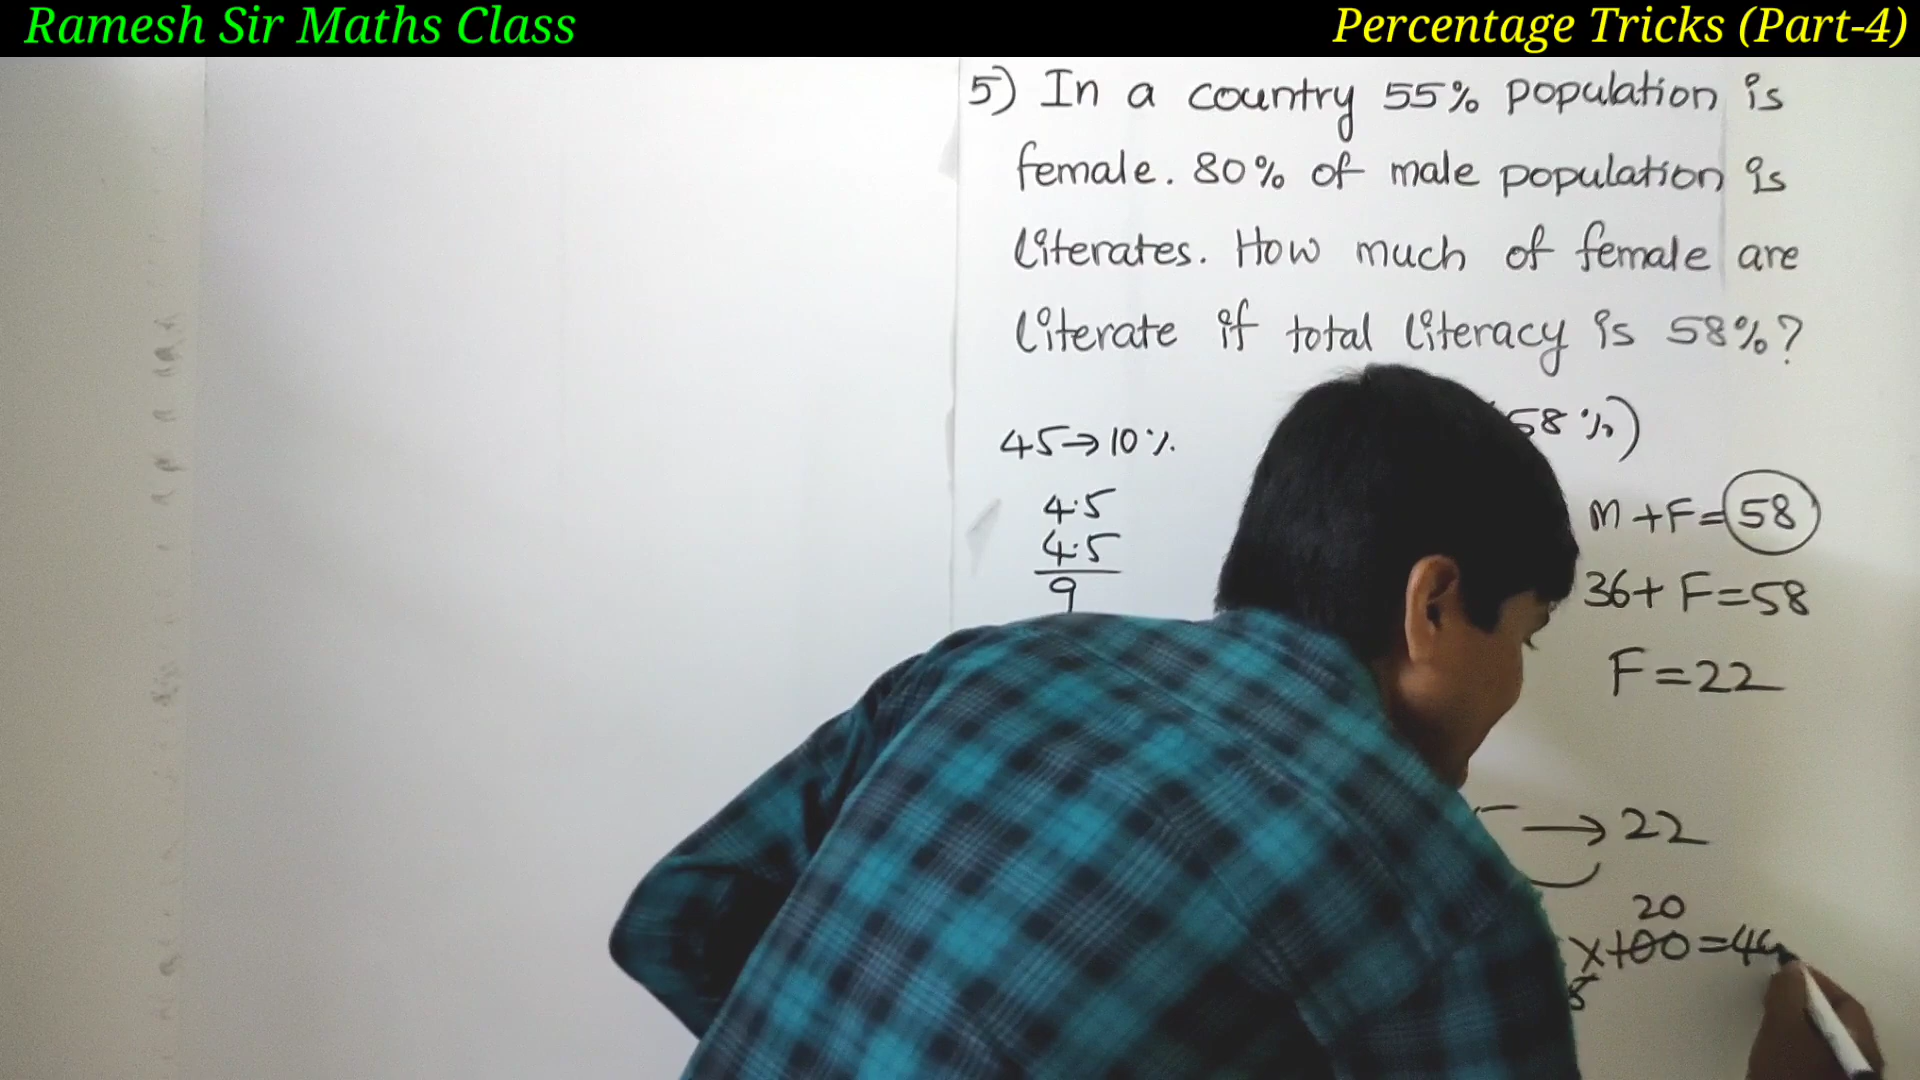 Ramesh Sir Maths Class
Percentage Tricks (Part-4)
5) In a country 55% population is
female. 80% of male population is
literates. How much of female are
literate if total literacy is 58%?
58%)
45→10%
4.5
4.5
9
M+F=58
36+F=58
F=22
→22
20
x100=44